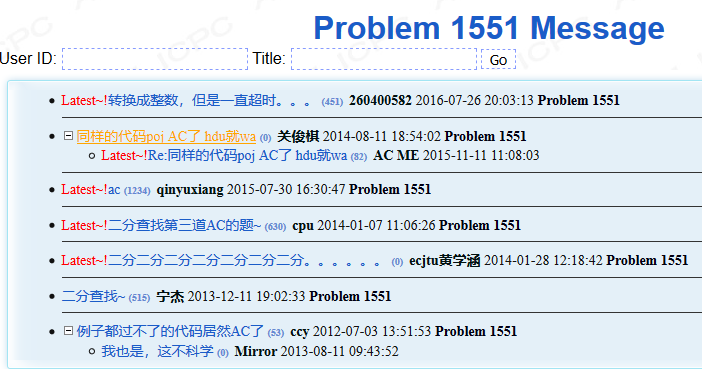 Problem 1551 Message
User ID: Title: Go
Latest~!转换成整数，但是一直超时。。。 (451) 260400582 2016-07-26 20:03:13 Problem 1551
同样的代码poj AC了 hdu就wa (0) 关俊棋 2014-08-11 18:54:02 Problem 1551
Latest~!Re:同样的代码poj AC了 hdu就wa (82) AC ME 2015-11-11 11:08:03
Latest~!ac (1234) qinyuxiang 2015-07-30 16:30:47 Problem 1551
Latest~!二分查找第三道AC的题~ (630) cpu 2014-01-07 11:06:26 Problem 1551
Latest~!二分二分二分二分二分二分二分。。。。。。 (0) ecjtu黄学涵 2014-01-28 12:18:42 Problem 1551
二分查找~ (515) 宁杰 2013-12-11 19:02:33 Problem 1551
例子都过不了的代码居然AC了 (53) ccy 2012-07-03 13:51:53 Problem 1551
我也是，这不科学 (0) Mirror 2013-08-11 09:43:52